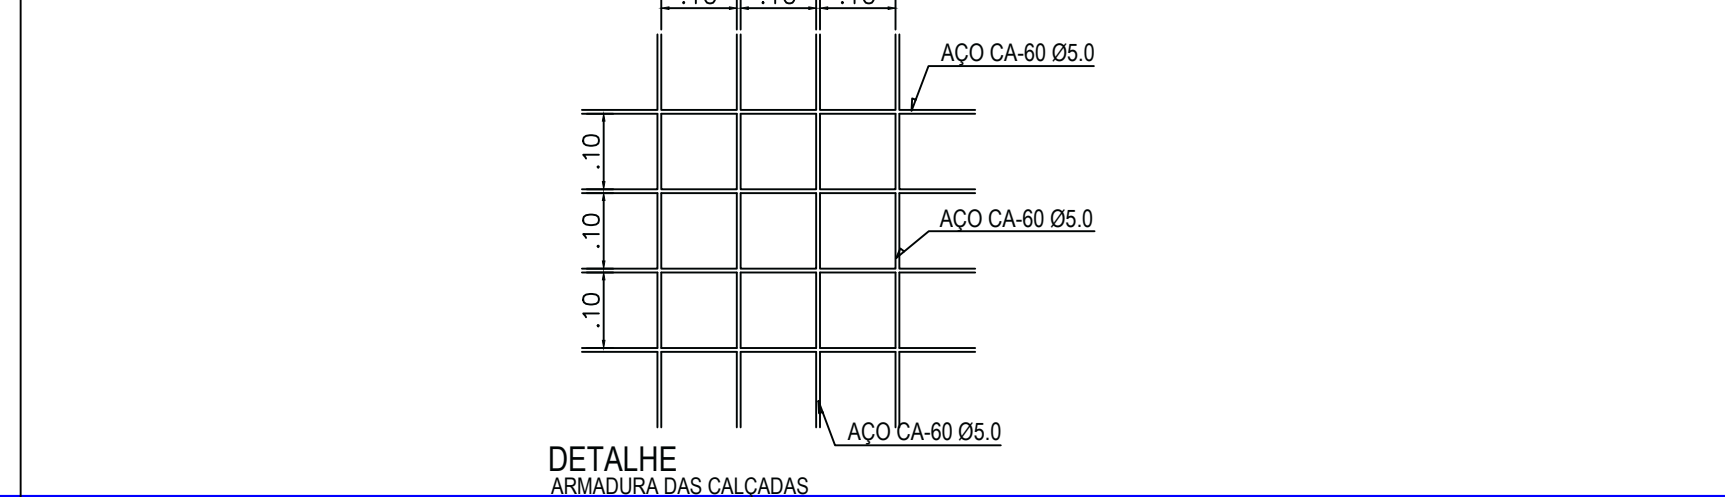 AÇO CA-60 Ø5.0
.10
.10
AÇO CA-60 Ø5.0
.10
AÇO CA-60 Ø5.0
DETALHE
ARMADURA DAS CALÇADAS